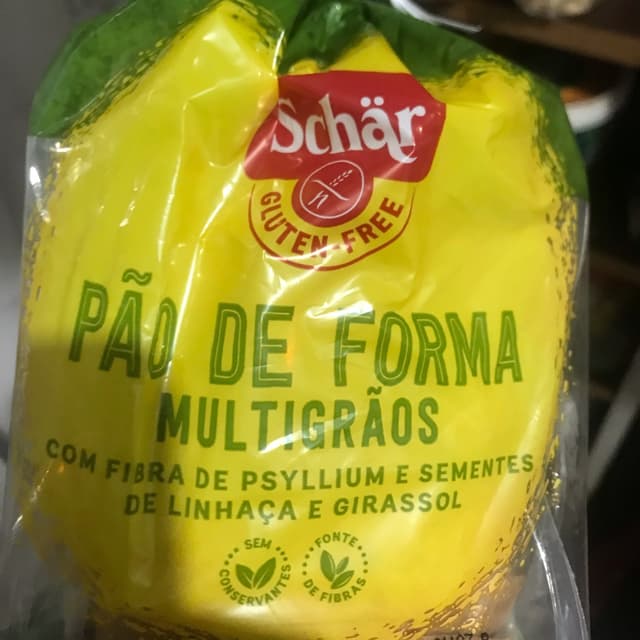 Schär
GLUTEN-FREE
PÃO DE FORMA
MULTIGRÃOS
COM FIBRA DE PSYLLIUM E SEMENTES
DE LINHAÇA E GIRASSOL
SEM CONSERVANTES
FONTE DE FIBRAS